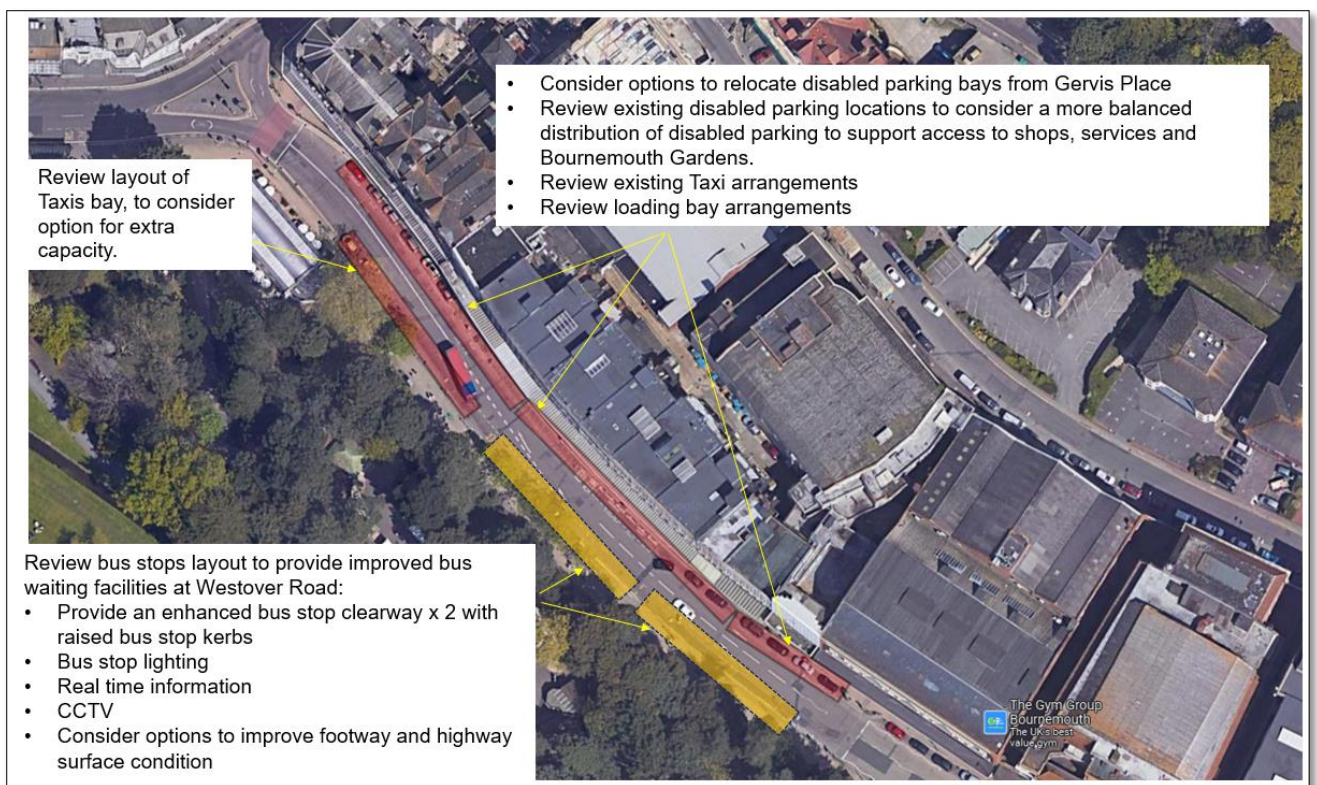 • Consider options to relocate disabled parking bays from Gervis Place
• Review existing disabled parking locations to consider a more balanced
distribution of disabled parking to support access to shops, services and
Bournemouth Gardens.
• Review existing Taxi arrangements
• Review loading bay arrangements
Review layout of
Taxis bay, to consider
option for extra
capacity.
Review bus stops layout to provide improved bus
waiting facilities at Westover Road:
• Provide an enhanced bus stop clearway x 2 with
raised bus stop kerbs
• Bus stop lighting
• Real time information
• CCTV
• Consider options to improve footway and highway
surface condition
The Gym Group
Bournemouth
The UK's best
value gym